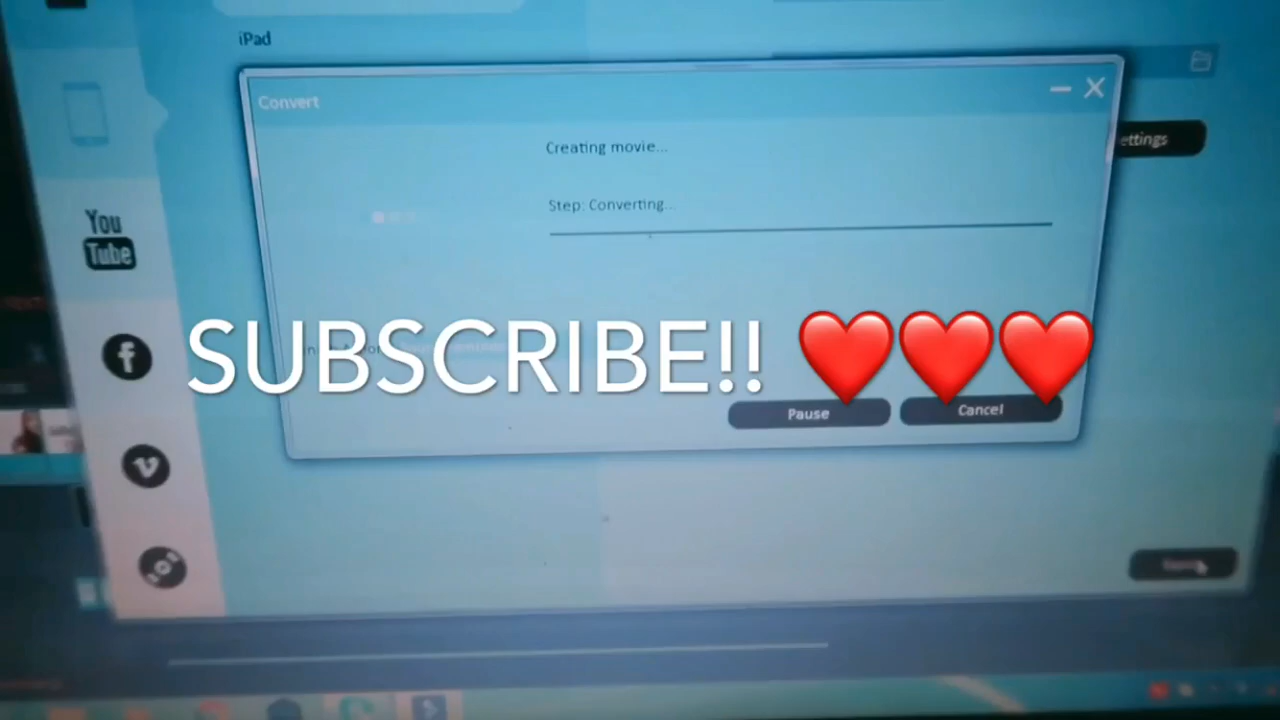 iPad
Convert
Creating movie...
ettings
Step: Converting...
You
Tube
SUBSCRIBE!! ❤️❤️❤️
Pause
Cancel